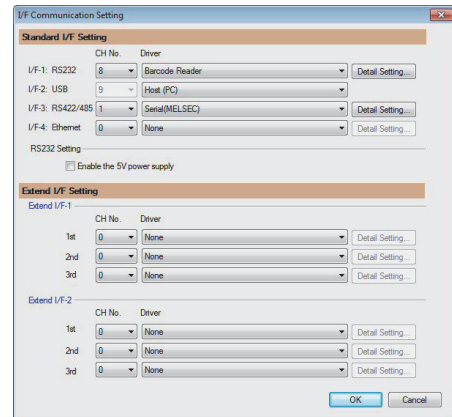 I/F Communication Setting
Standard I/F Setting
CH No. Driver
I/F-1: RS232 8 Barcode Reader Detail Setting...
I/F-2: USB 9 Host (PC)
I/F-3: RS422/485 1 Serial(MELSEC) Detail Setting...
I/F-4: Ethernet 0 None Detail Setting...
RS232 Setting
Enable the 5V power supply
Extend I/F Setting
Extend I/F-1
CH No. Driver
1st 0 None Detail Setting...
2nd 0 None Detail Setting...
3rd 0 None Detail Setting...
Extend I/F-2
CH No. Driver
1st 0 None Detail Setting...
2nd 0 None Detail Setting...
3rd 0 None Detail Setting...
OK Cancel